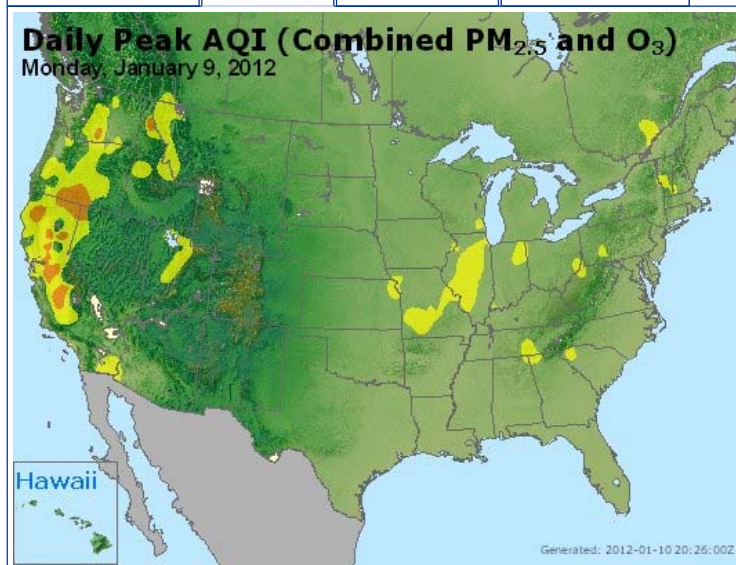 Daily Peak AQI (Combined PM2.5 and O3)
Monday, January 9, 2012
Hawaii
Generated: 2012-01-10 20:26:00Z